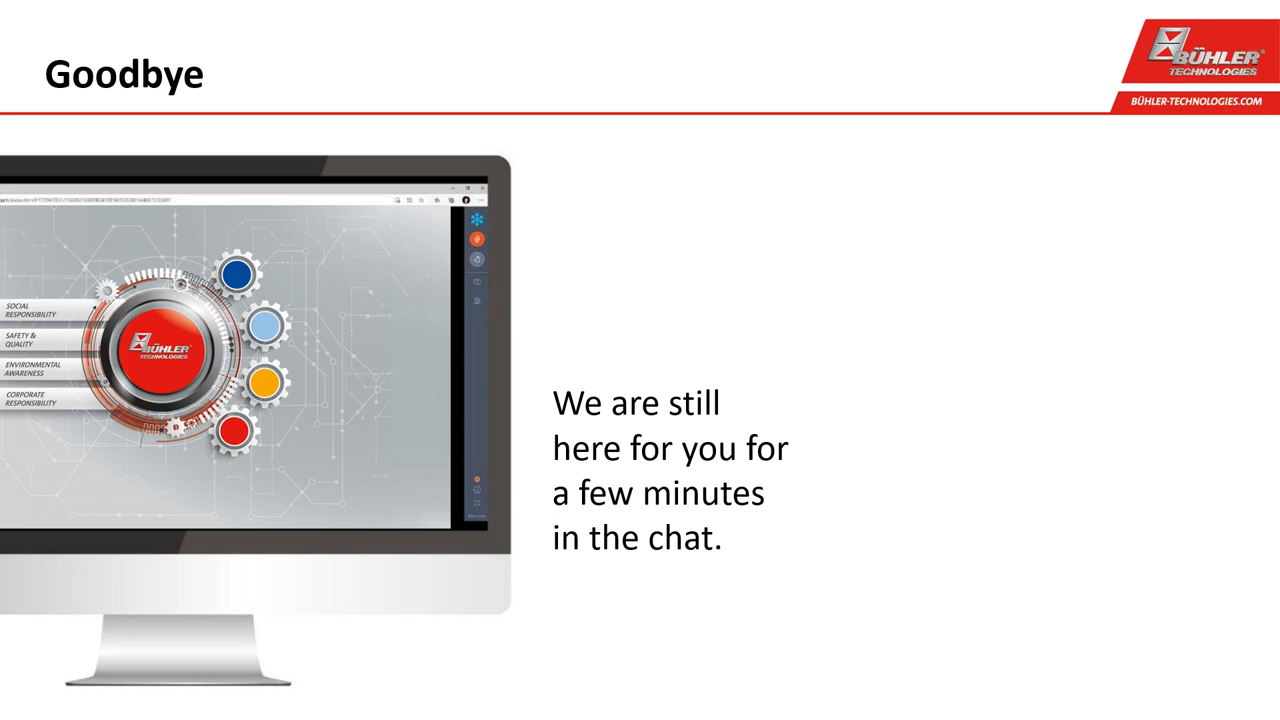 Goodbye
BÜHLER®
TECHNOLOGIES
BÜHLER-TECHNOLOGIES.COM
SOCIAL
RESPONSIBILITY
SAFETY &
QUALITY
ENVIRONMENTAL
AWARENESS
CORPORATE
RESPONSIBILITY
BÜHLER
TECHNOLOGIES
We are still
here for you for
a few minutes
in the chat.